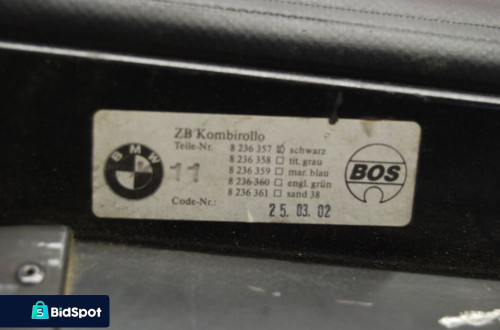 BMW
11
ZB Kombirollo
Teile-Nr. 8 236 357 ☒ schwarz
8 236 358 ☐ tit. grau
8 236 359 ☐ mar. blau
8 236 360 ☐ engl. grün
8 236 361 ☐ sand 38
Code-Nr.: 25. 03. 02
BOS
BidSpot